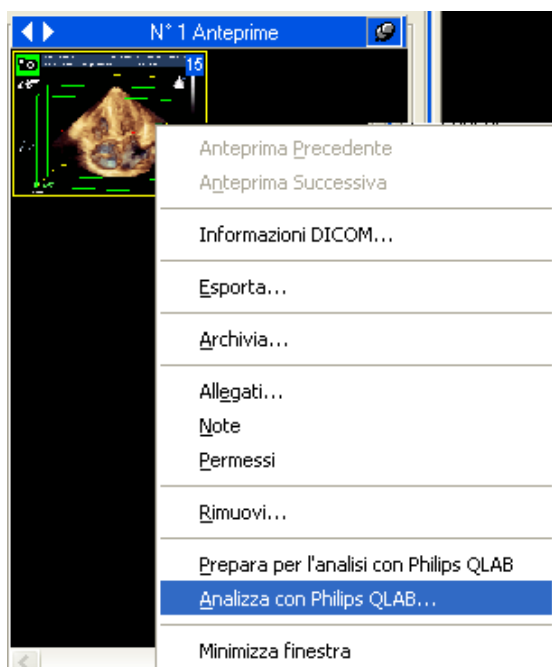 N° 1 Anteprime
15
Anteprima Precedente
Anteprima Successiva
Informazioni DICOM...
Esporta...
Archivia...
Allegati...
Note
Permessi
Rimuovi...
Prepara per l'analisi con Philips QLAB
Analizza con Philips QLAB...
Minimizza finestra